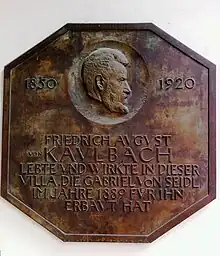 1850 1920
FRIEDRICH AVGVST
VON KAVLBACH
LEBTE VND WIRKTE IN DIESER
VILLA, DIE GABRIEL VON SEIDL
IM JAHRE 1889 FVR IHN
ERBAVT HAT